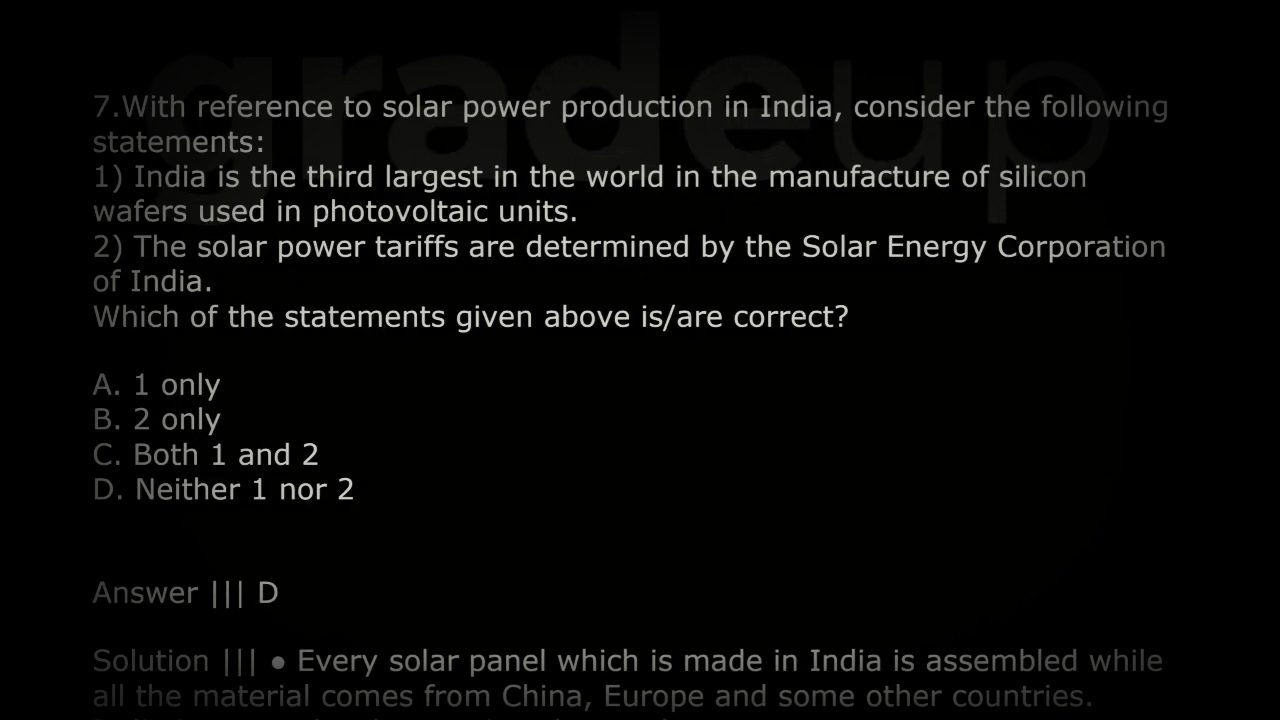 gradeup
7.With reference to solar power production in India, consider the following
statements:
1) India is the third largest in the world in the manufacture of silicon
wafers used in photovoltaic units.
2) The solar power tariffs are determined by the Solar Energy Corporation
of India.
Which of the statements given above is/are correct?
A. 1 only
B. 2 only
C. Both 1 and 2
D. Neither 1 nor 2
Answer ||| D
Solution ||| ● Every solar panel which is made in India is assembled while
all the material comes from China, Europe and some other countries.